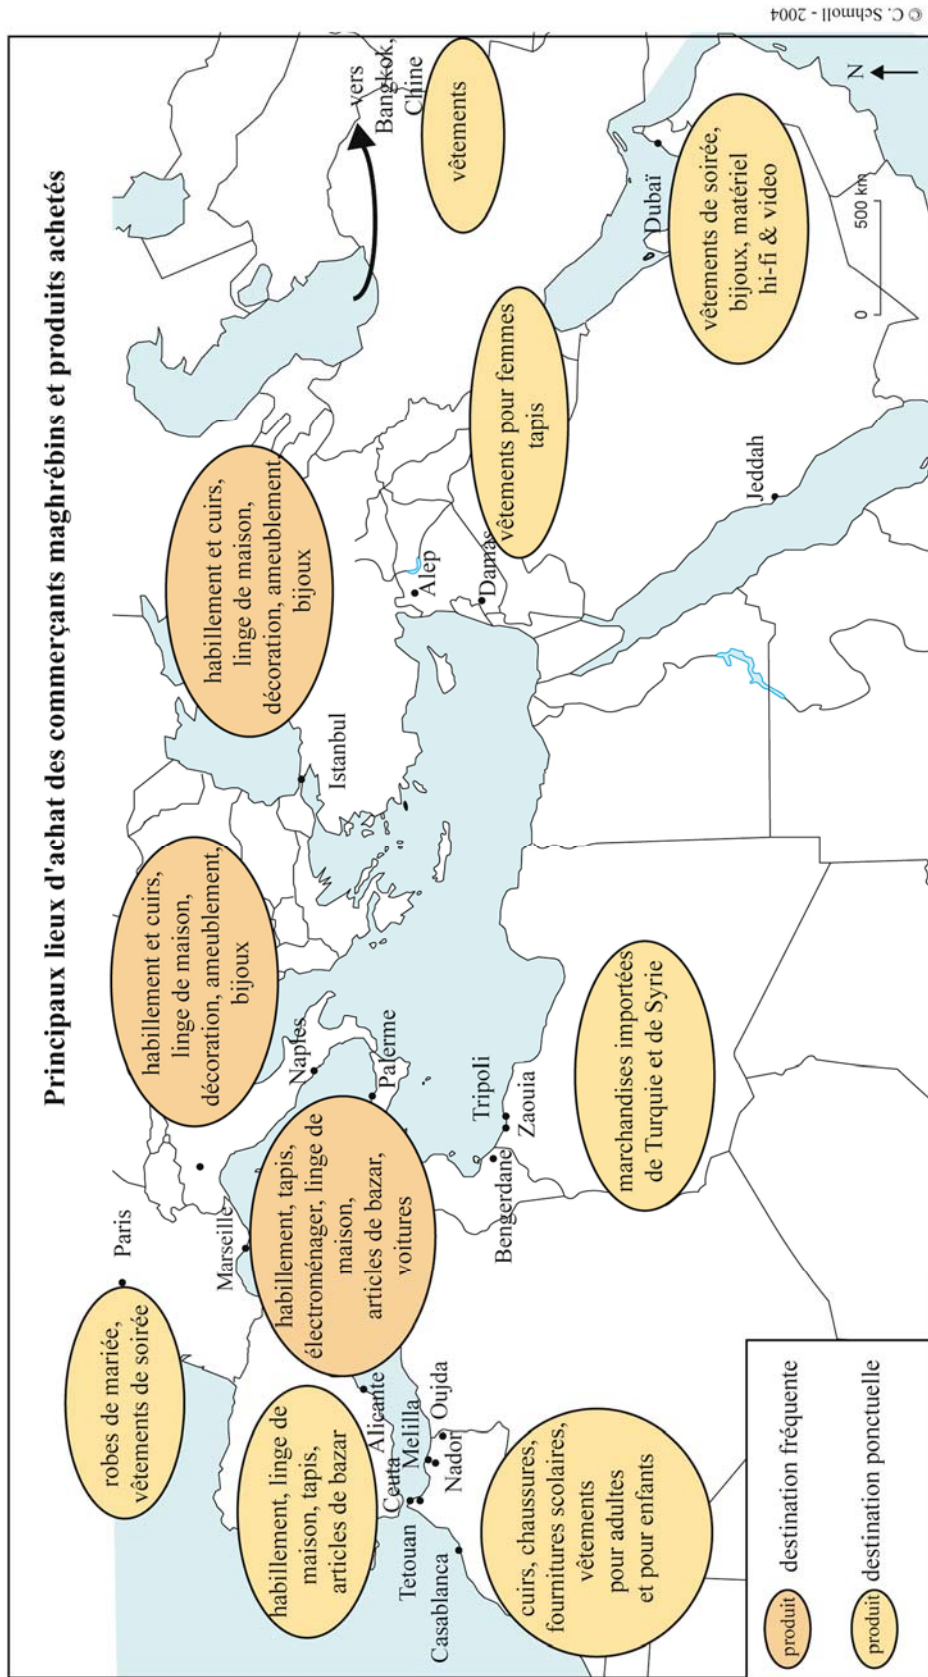 Principaux lieux d'achat des commerçants maghrébins et produits achetés
robes de mariée,
vêtements de soirée
Paris
habillement et cuirs,
linge de maison,
décoration, ameublement,
bijoux
habillement et cuirs,
linge de maison,
décoration, ameublement,
bijoux
vers
Bangkok,
Chine
vêtements
habillement, linge de
maison, tapis,
articles de bazar
Marseille
habillement, tapis,
électroménager, linge de
maison,
articles de bazar,
voitures
Naples
Palerme
Istanbul
Alep
Damas
vêtements pour femmes
tapis
Alicante
Ceuta
Melilla
Tetouan
Oujda
Nador
Casablanca
Tripoli
Zaouia
Bengerdane
cuirs, chaussures,
fournitures scolaires,
vêtements
pour adultes
et pour enfants
marchandises importées
de Turquie et de Syrie
Jeddah
Dubaï
vêtements de soirée,
bijoux, matériel
hi-fi & video
produit
destination fréquente
produit
destination ponctuelle
0
500 km
N
© C. Schmoll - 2004